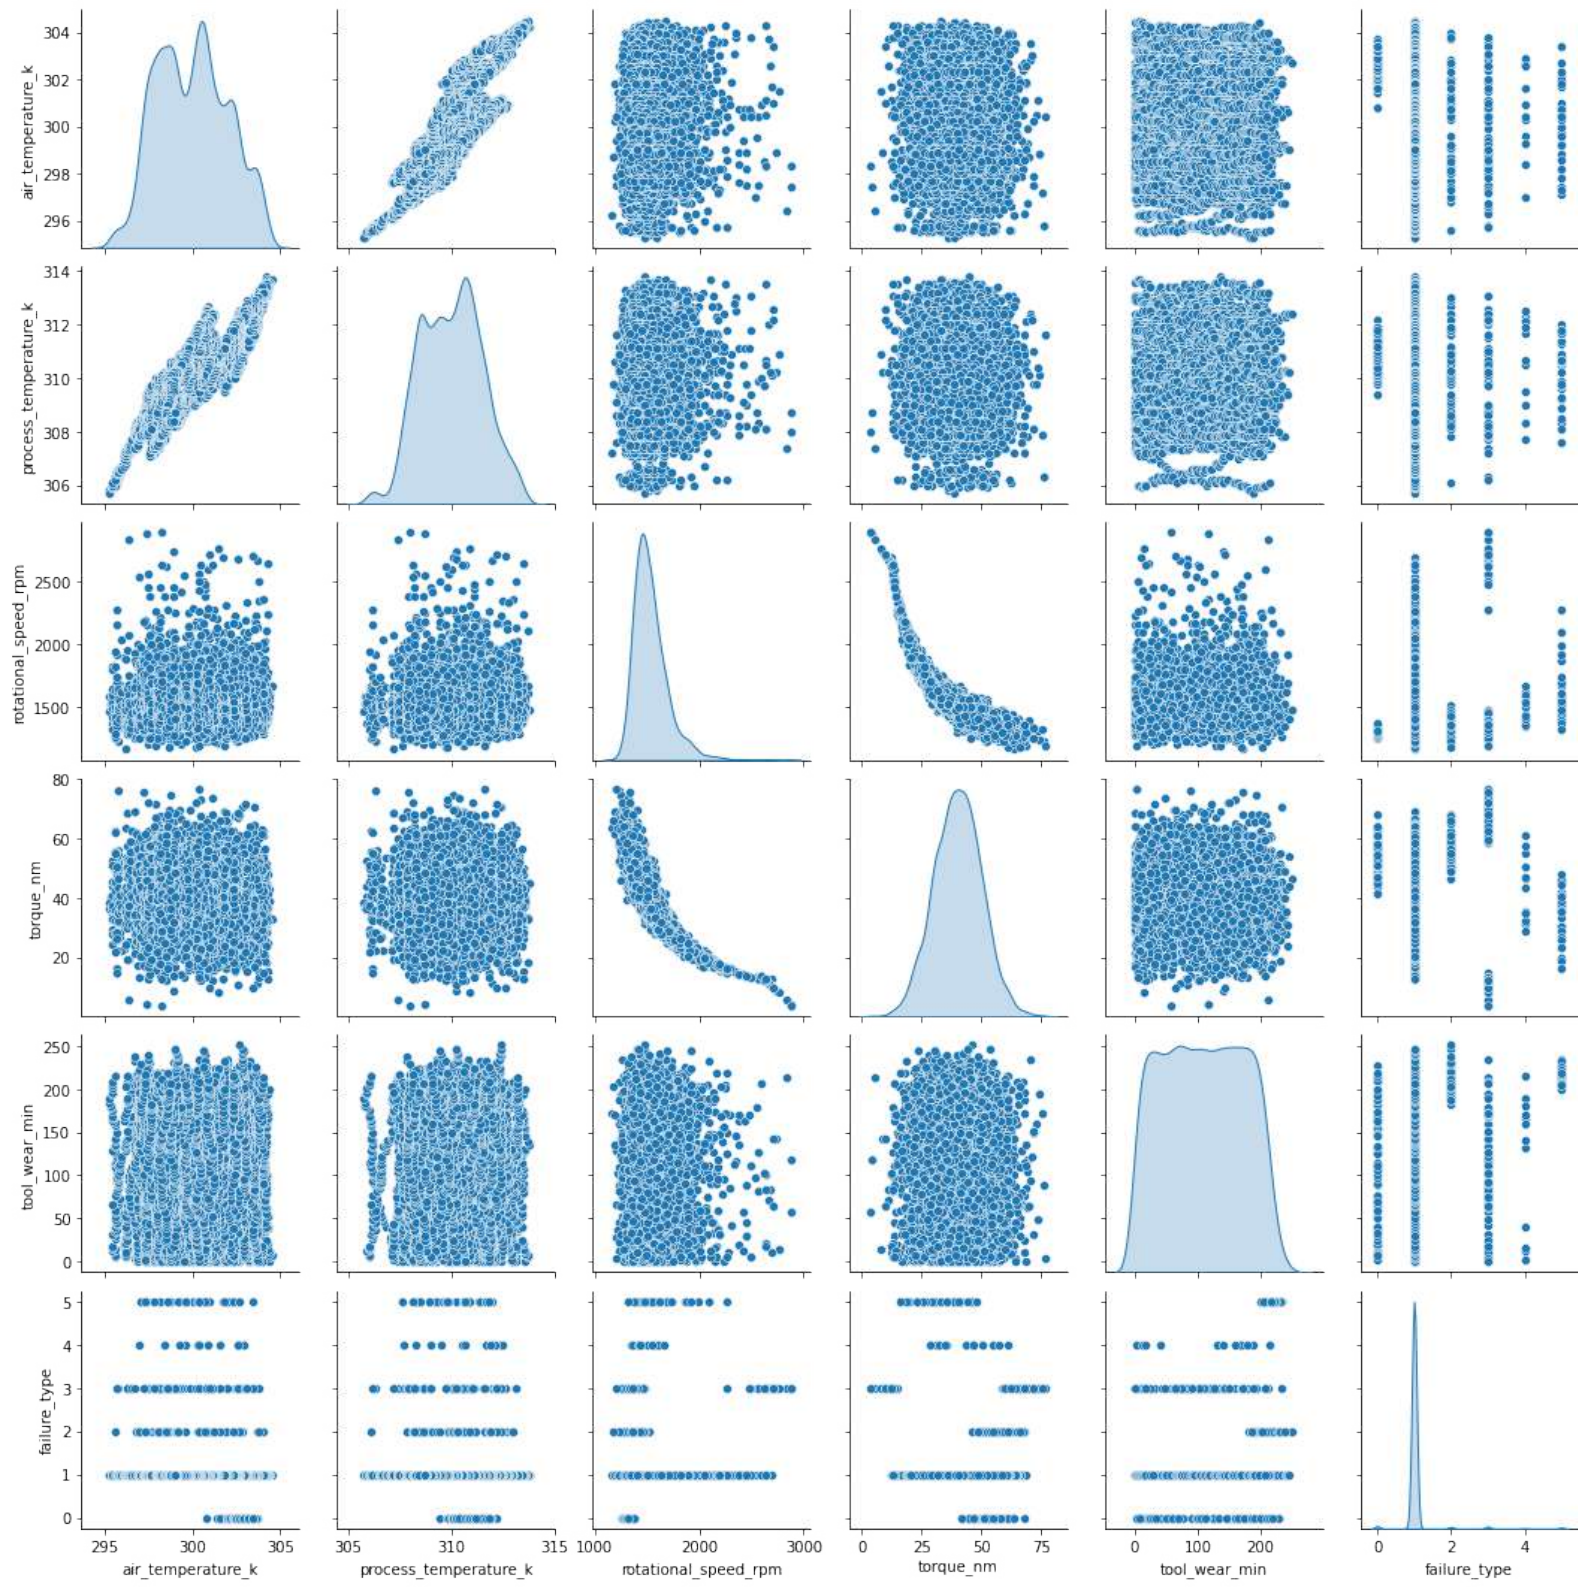 304
302
300
298
296
air_temperature_k
314
312
310
308
306
process_temperature_k
2500
2000
1500
rotational_speed_rpm
80
60
40
20
torque_nm
250
200
150
100
50
0
tool_wear_min
5
4
3
2
1
0
failure_type
295 300 305
air_temperature_k
305 310 315
process_temperature_k
1000 2000 3000
rotational_speed_rpm
0 25 50 75
torque_nm
0 100 200
tool_wear_min
0 2 4
failure_type